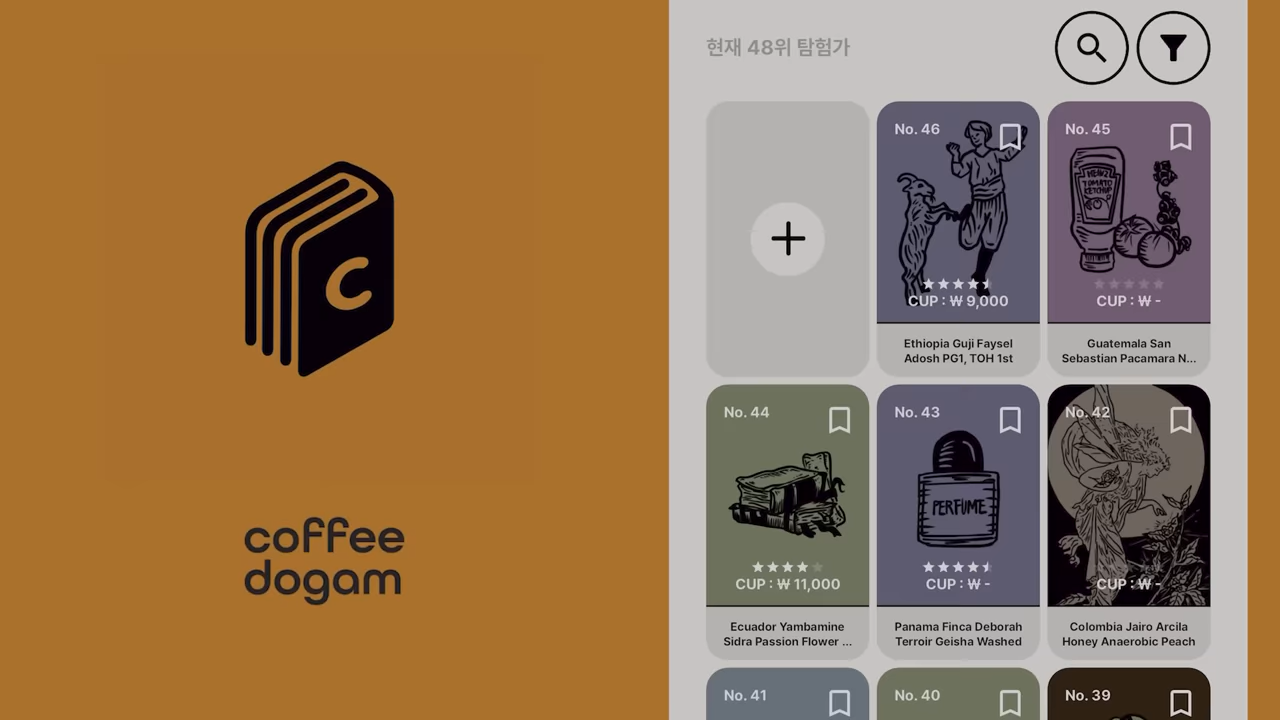 C
coffee
dogam
현재 48위 탐험가
No. 46
CUP : ₩ 9,000
Ethiopia Guji Faysel
Adosh PG1, TOH 1st
No. 45
HEINZ
TOMATO
KETCHUP
CUP : ₩ -
Guatemala San
Sebastian Pacamara N...
No. 44
CUP : ₩ 11,000
Ecuador Yambamine
Sidra Passion Flower ...
No. 43
PERFUME
CUP : ₩ -
Panama Finca Deborah
Terroir Geisha Washed
No. 42
CUP : ₩ -
Colombia Jairo Arcila
Honey Anaerobic Peach
No. 41
No. 40
No. 39